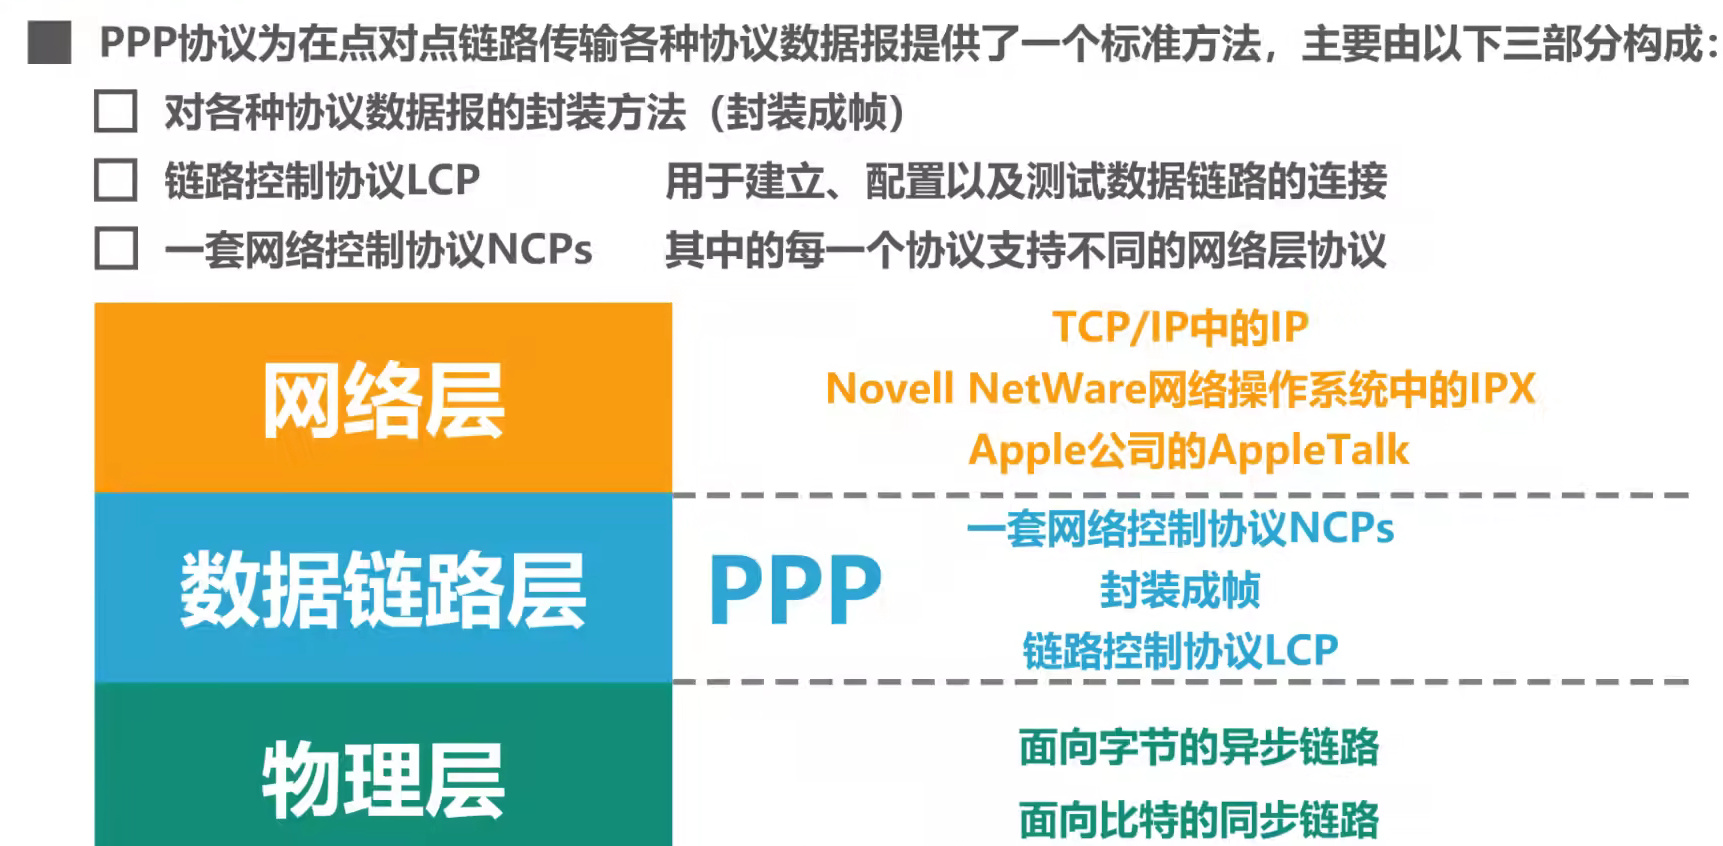 PPP协议为在点对点链路传输各种协议数据报提供了一个标准方法，主要由以下三部分构成：
对各种协议数据报的封装方法（封装成帧）
链路控制协议LCP 用于建立、配置以及测试数据链路的连接
一套网络控制协议NCPs 其中的每一个协议支持不同的网络层协议
网络层
TCP/IP中的IP
Novell NetWare网络操作系统中的IPX
Apple公司的AppleTalk
数据链路层
PPP
一套网络控制协议NCPs
封装成帧
链路控制协议LCP
物理层
面向字节的异步链路
面向比特的同步链路